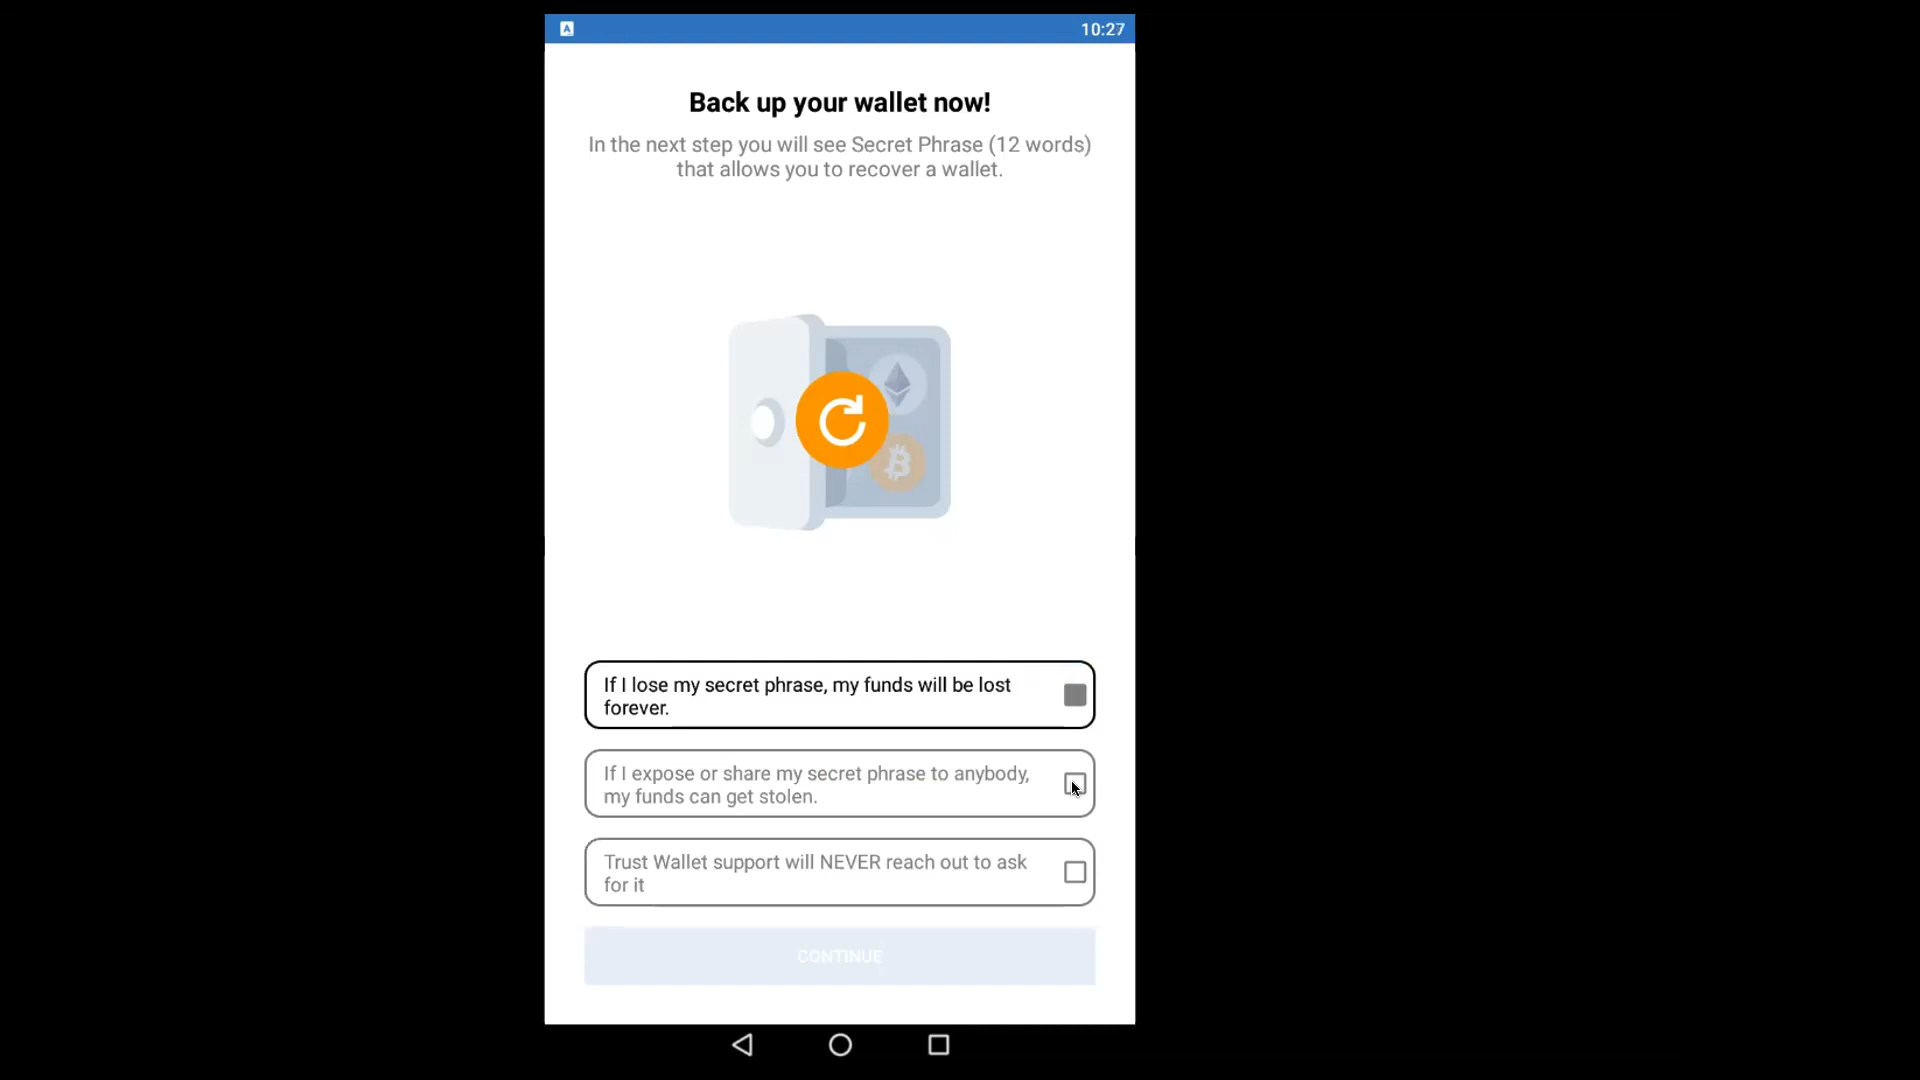 10:27
Back up your wallet now!
In the next step you will see Secret Phrase (12 words)
that allows you to recover a wallet.
If I lose my secret phrase, my funds will be lost
forever.
If I expose or share my secret phrase to anybody,
my funds can get stolen.
Trust Wallet support will NEVER reach out to ask
for it
CONTINUE